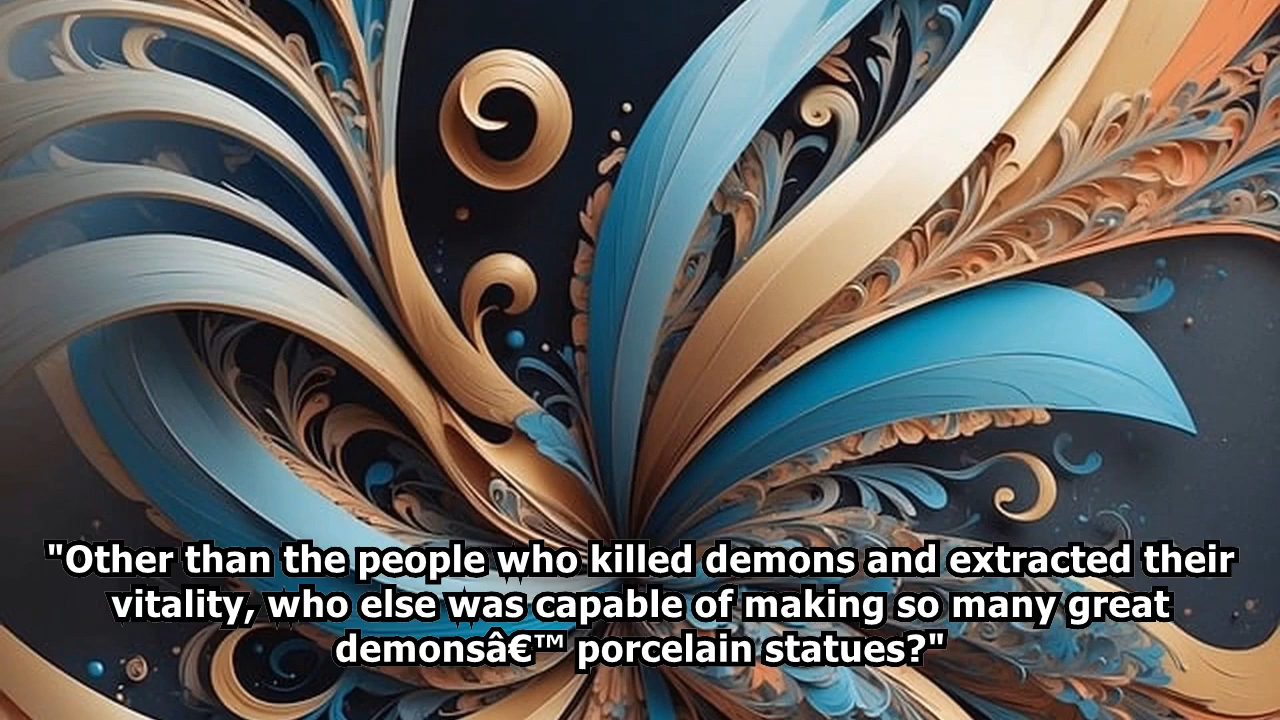 "Other than the people who killed demons and extracted their
vitality, who else was capable of making so many great
demonsâ€™ porcelain statues?"